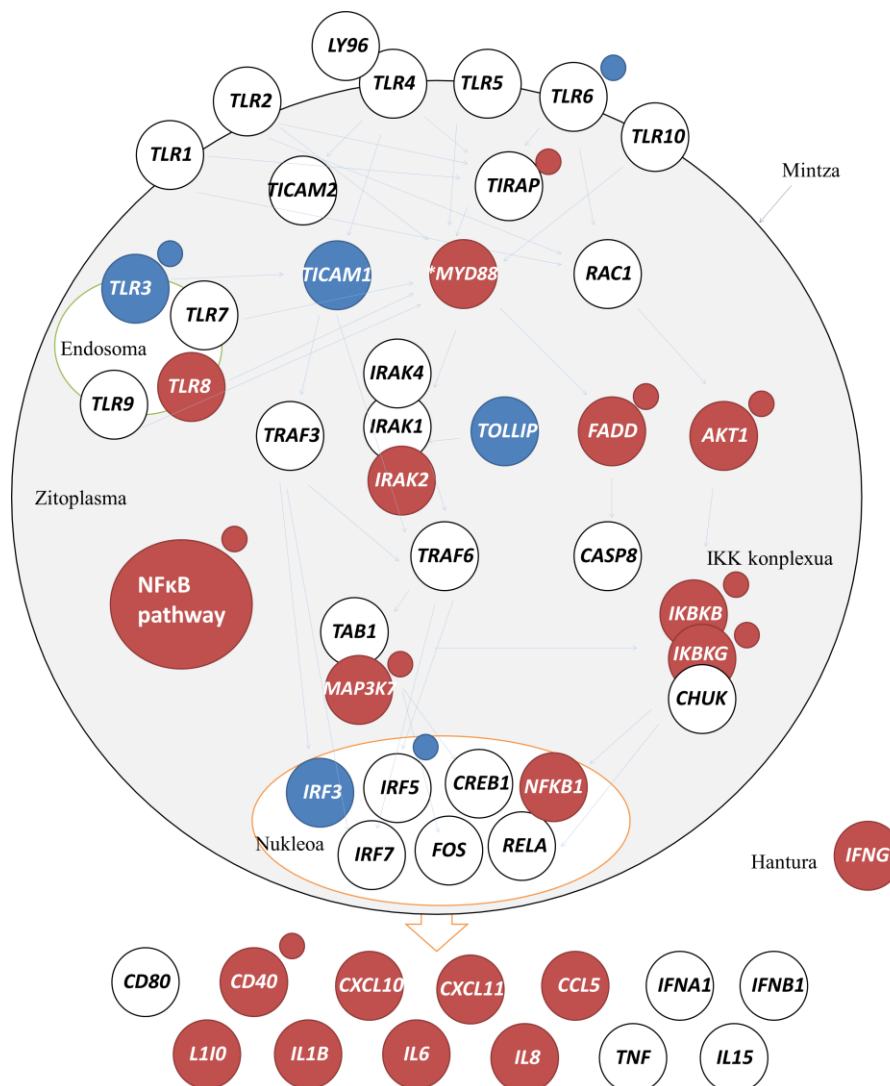 LY96
TLR4
TLR5
TLR6
TLR2
TLR10
TLR1
TICAM2
TIRAP
Mintza
TLR3
TICAM1
*MYD88
RAC1
TLR7
Endosoma
TLR8
TLR9
IRAK4
IRAK1
IRAK2
TRAF3
TOLLIP
FADD
AKT1
Zitoplasma
TRAF6
CASP8
IKK konplexua
NFκB
pathway
TAB1
MAP3K7
IKBKB
IKBKG
CHUK
IRF3
IRF5
CREB1
NFKB1
Nukleoa
IRF7
FOS
RELA
Hantura
IFNG
CD80
CD40
CXCL10
CXCL11
CCL5
IFNA1
IFNB1
L1I0
IL1B
IL6
IL8
TNF
IL15